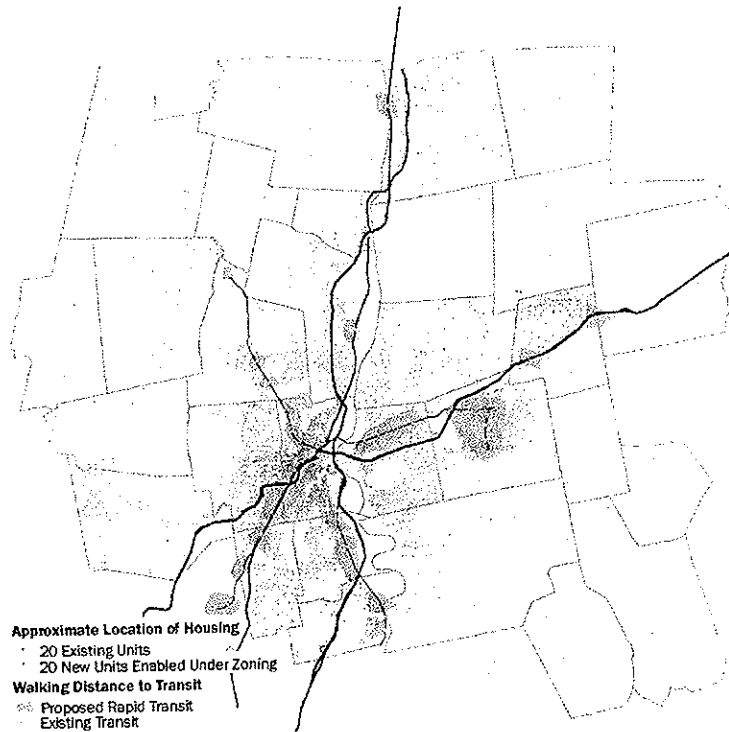 Approximate Location of Housing
20 Existing Units
20 New Units Enabled Under Zoning
Walking Distance to Transit
Proposed Rapid Transit
Existing Transit